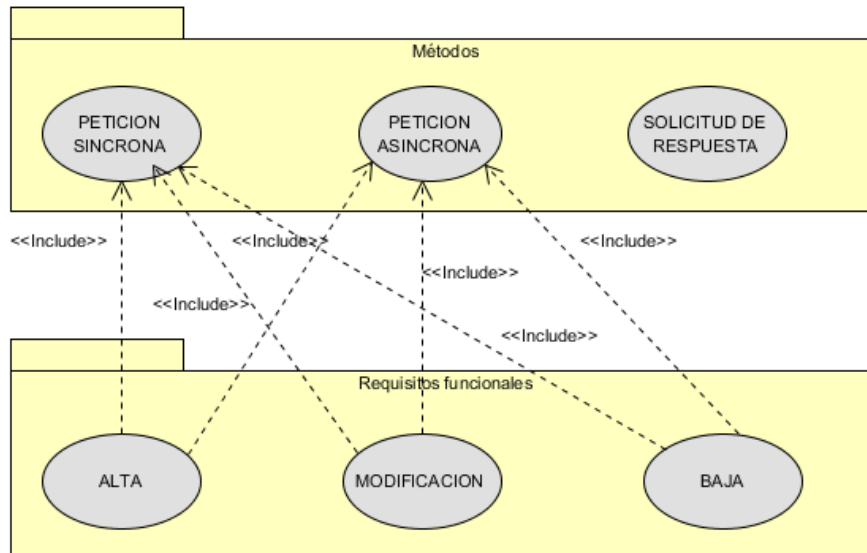 Métodos
PETICION
SINCRONA
PETICION
ASINCRONA
SOLICITUD DE
RESPUESTA
<<Include>>
<<Include>>
<<Include>>
<<Include>>
<<Include>>
<<Include>>
Requisitos funcionales
ALTA
MODIFICACION
BAJA